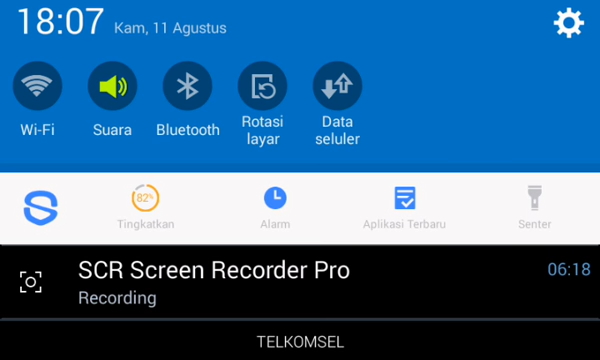 18:07 Kam, 11 Agustus
Wi-Fi Suara Bluetooth Rotasi layar Data seluler
82%
Tingkatkan Alarm Aplikasi Terbaru Senter
SCR Screen Recorder Pro 06:18
Recording
TELKOMSEL